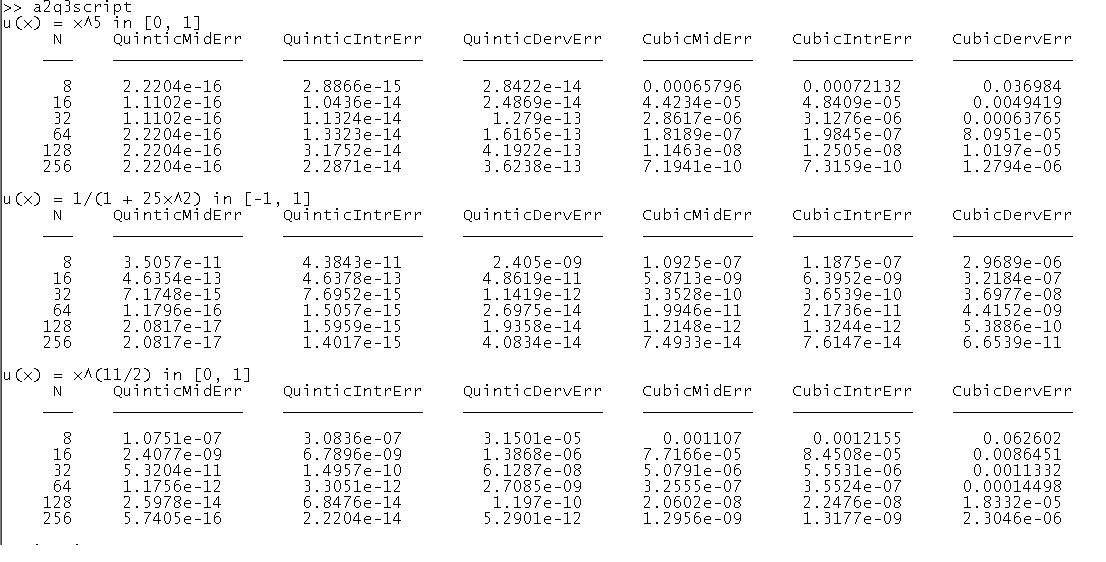 >> a2q3script
u(x) = x^5 in [0, 1]
N QuinticMidErr QuinticIntrErr QuinticDervErr CubicMidErr CubicIntrErr CubicDervErr
8 2.2204e-16 2.8866e-15 2.8422e-14 0.00065796 0.00072132 0.036984
16 1.1102e-16 1.0436e-14 2.4869e-14 4.4234e-05 4.8409e-05 0.0049419
32 1.1102e-16 1.1324e-14 1.279e-13 2.8617e-06 3.1276e-06 0.00063765
64 2.2204e-16 1.3323e-14 1.6165e-13 1.8189e-07 1.9845e-07 8.0951e-05
128 2.2204e-16 3.1752e-14 4.1922e-13 1.1463e-08 1.2505e-08 1.0197e-05
256 2.2204e-16 2.2871e-14 3.6238e-13 7.1941e-10 7.3159e-10 1.2794e-06
u(x) = 1/(1 + 25x^2) in [-1, 1]
N QuinticMidErr QuinticIntrErr QuinticDervErr CubicMidErr CubicIntrErr CubicDervErr
8 3.5057e-11 4.3843e-11 2.405e-09 1.0925e-07 1.1875e-07 2.9689e-06
16 4.6354e-13 4.6378e-13 4.8619e-11 5.8713e-09 6.3952e-09 3.2184e-07
32 7.1748e-15 7.6952e-15 1.1419e-12 3.3528e-10 3.6539e-10 3.6977e-08
64 1.1796e-16 1.5057e-15 2.6975e-14 1.9946e-11 2.1736e-11 4.4152e-09
128 2.0817e-17 1.5959e-15 1.9358e-14 1.2148e-12 1.3244e-12 5.3886e-10
256 2.0817e-17 1.4017e-15 4.0834e-14 7.4933e-14 7.6147e-14 6.6539e-11
u(x) = x^(11/2) in [0, 1]
N QuinticMidErr QuinticIntrErr QuinticDervErr CubicMidErr CubicIntrErr CubicDervErr
8 1.0751e-07 3.0836e-07 3.1501e-05 0.001107 0.0012155 0.062602
16 2.4077e-09 6.7896e-09 1.3868e-06 7.7166e-05 8.4508e-05 0.0086451
32 5.3204e-11 1.4957e-10 6.1287e-08 5.0791e-06 5.5531e-06 0.0011332
64 1.1756e-12 3.3051e-12 2.7085e-09 3.2555e-07 3.5524e-07 0.00014498
128 2.5978e-14 6.8476e-14 1.197e-10 2.0602e-08 2.2476e-08 1.8332e-05
256 5.7405e-16 2.2204e-14 5.2901e-12 1.2956e-09 1.3177e-09 2.3046e-06